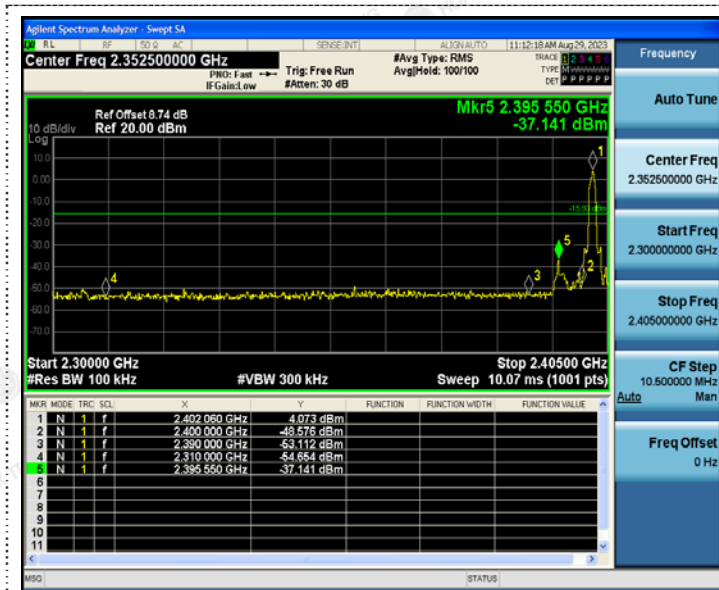 Agilent Spectrum Analyzer - Swept SA
RL RF 50 Ω AC SENSE:INT ALIGN AUTO 11:12:18 AM Aug 29, 2023
Center Freq 2.352500000 GHz #Avg Type: RMS TRACE 1 2 3 4 5 6
PNO: Fast Trig: Free Run Avg|Hold: 100/100 TYPE MWWWWW
IFGain:Low #Atten: 30 dB DET P P P P P P
Mkr5 2.395 550 GHz
Ref Offset 8.74 dB
10 dB/div Ref 20.00 dBm -37.141 dBm
Log
10.0
0.00
-10.0
-20.0
-30.0
-40.0
-50.0
-60.0
-70.0
1
-15.93 dBm
5
4
3
2
Start 2.30000 GHz Stop 2.40500 GHz
#Res BW 100 kHz #VBW 300 kHz Sweep 10.07 ms (1001 pts)
MKR MODE TRC SCL X Y FUNCTION FUNCTION WIDTH FUNCTION VALUE
1 N 1 f 2.402 060 GHz 4.073 dBm
2 N 1 f 2.400 000 GHz -48.576 dBm
3 N 1 f 2.390 000 GHz -53.112 dBm
4 N 1 f 2.310 000 GHz -54.654 dBm
5 N 1 f 2.395 550 GHz -37.141 dBm
6
7
8
9
10
11
MSG STATUS
Frequency
Auto Tune
Center Freq
2.352500000 GHz
Start Freq
2.300000000 GHz
Stop Freq
2.405000000 GHz
CF Step
10.500000 MHz
Auto Man
Freq Offset
0 Hz